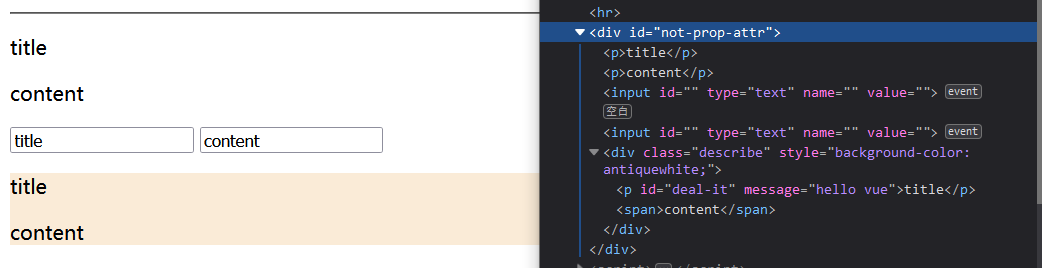 title
content
title content
title
content
<hr>
<div id="not-prop-attr">
<p>title</p>
<p>content</p>
<input id="" type="text" name="" value=""> event
空白
<input id="" type="text" name="" value=""> event
<div class="describe" style="background-color:
antiquewhite;">
<p id="deal-it" message="hello vue">title</p>
<span>content</span>
</div>
</div>